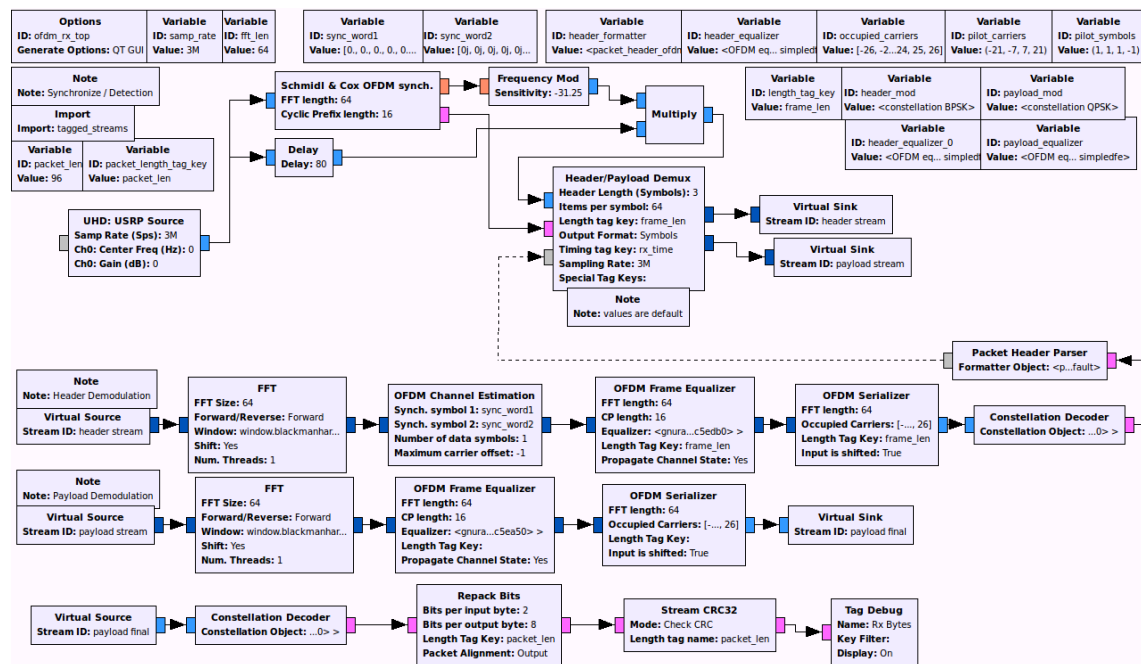 Options
ID: ofdm_rx_top
Generate Options: QT GUI
Variable
ID: samp_rate
Value: 3M
Variable
ID: fft_len
Value: 64
Variable
ID: sync_word1
Value: [0., 0., 0., 0., 0....
Variable
ID: sync_word2
Value: [0j, 0j, 0j, 0j, 0j...
Variable
ID: header_formatter
Value: <packet_header_ofdm
Variable
ID: header_equalizer
Value: <OFDM eq... simpledfe>
Variable
ID: occupied_carriers
Value: [-26, -2...24, 25, 26]
Variable
ID: pilot_carriers
Value: (-21, -7, 7, 21)
Variable
ID: pilot_symbols
Value: (1, 1, 1, -1)
Note
Note: Synchronize / Detection
Import
Import: tagged_streams
Variable
ID: packet_len
Value: 96
Variable
ID: packet_length_tag_key
Value: packet_len
Schmidl & Cox OFDM synch.
FFT length: 64
Cyclic Prefix length: 16
Frequency Mod
Sensitivity: -31.25
Multiply
Delay
Delay: 80
Variable
ID: length_tag_key
Value: frame_len
Variable
ID: header_mod
Value: <constellation BPSK>
Variable
ID: payload_mod
Value: <constellation QPSK>
Variable
ID: header_equalizer_0
Value: <OFDM eq... simpledfe>
Variable
ID: payload_equalizer
Value: <OFDM eq... simpledfe>
UHD: USRP Source
Samp Rate (Sps): 3M
Ch0: Center Freq (Hz): 0
Ch0: Gain (dB): 0
Header/Payload Demux
Header Length (Symbols): 3
Items per symbol: 64
Length tag key: frame_len
Output Format: Symbols
Timing tag key: rx_time
Sampling Rate: 3M
Special Tag Keys:
Virtual Sink
Stream ID: header stream
Virtual Sink
Stream ID: payload stream
Note
Note: values are default
Packet Header Parser
Formatter Object: <p...fault>
Note
Note: Header Demodulation
Virtual Source
Stream ID: header stream
FFT
FFT Size: 64
Forward/Reverse: Forward
Window: window.blackmanhar...
Shift: Yes
Num. Threads: 1
OFDM Channel Estimation
Synch. symbol 1: sync_word1
Synch. symbol 2: sync_word2
Number of data symbols: 1
Maximum carrier offset: -1
OFDM Frame Equalizer
FFT length: 64
CP length: 16
Equalizer: <gnura...c5edb0> >
Length Tag Key: frame_len
Propagate Channel State: Yes
OFDM Serializer
FFT length: 64
Occupied Carriers: [-..., 26]
Length Tag Key: frame_len
Input is shifted: True
Constellation Decoder
Constellation Object: ...0> >
Note
Note: Payload Demodulation
Virtual Source
Stream ID: payload stream
FFT
FFT Size: 64
Forward/Reverse: Forward
Window: window.blackmanhar...
Shift: Yes
Num. Threads: 1
OFDM Frame Equalizer
FFT length: 64
CP length: 16
Equalizer: <gnura...c5ea50> >
Length Tag Key:
Propagate Channel State: Yes
OFDM Serializer
FFT length: 64
Occupied Carriers: [-..., 26]
Length Tag Key:
Input is shifted: True
Virtual Sink
Stream ID: payload final
Virtual Source
Stream ID: payload final
Constellation Decoder
Constellation Object: ...0> >
Repack Bits
Bits per input byte: 2
Bits per output byte: 8
Length Tag Key: packet_len
Packet Alignment: Output
Stream CRC32
Mode: Check CRC
Length tag name: packet_len
Tag Debug
Name: Rx Bytes
Key Filter:
Display: On